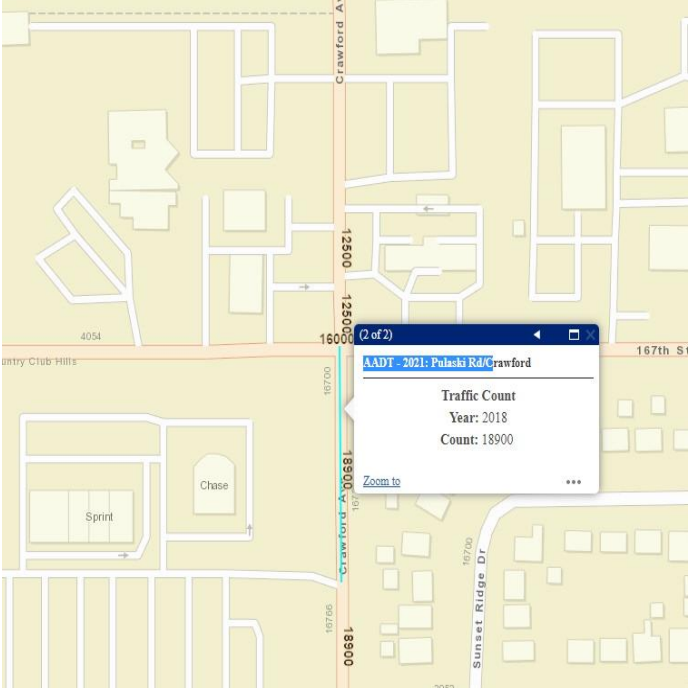 Crawford Av
12500
12500
16000
4054
untry Club Hills
16700
(2 of 2)
AADT - 2021: Pulaski Rd/Crawford
Traffic Count
Year: 2018
Count: 18900
Zoom to
•••
167th St
18900
Crawford Av
Chase
Sprint
16700
Sunset Ridge Dr
16766
18900